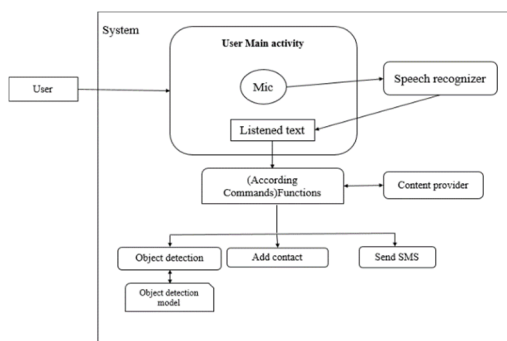 System
User Main activity
User
Mic
Speech recognizer
Listened text
(According
Commands)Functions
Content provider
Object detection
Add contact
Send SMS
Object detection
model